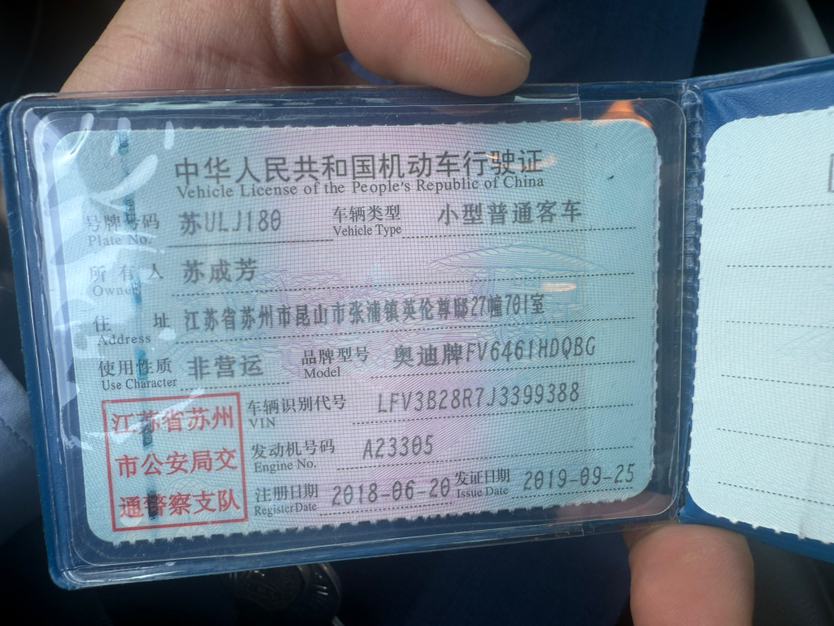 中华人民共和国机动车行驶证
Vehicle License of the People's Republic of China
号牌号码 苏ULJ180 车辆类型 小型普通客车
Plate No. Vehicle Type
所有人 苏成芳
Owner
住址 江苏省苏州市昆山市张浦镇英伦尊邸27幢701室
Address
使用性质 非营运 品牌型号 奥迪牌FV6461HDQBG
Use Character Model
江苏省苏州 车辆识别代号 LFV3B28R7J3399388
VIN
市公安局交 发动机号码 A23305
Engine No.
通警察支队 注册日期 2018-06-20 发证日期 2019-09-25
Register Date Issue Date